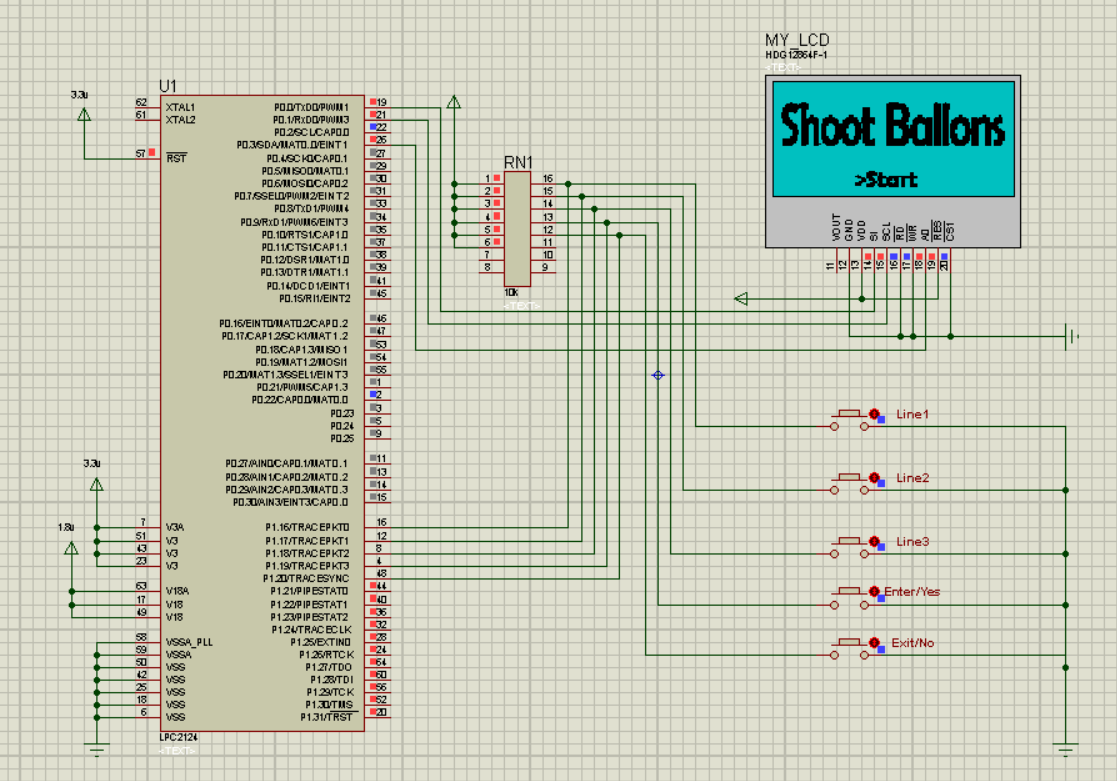 U1
3.3u
62 XTAL1
61 XTAL2
57 RST
P0.0/TxD0/PWM1 19
P0.1/RxD0/PWM3 21
P0.2/SCL/CAP0.0 22
P0.3/SDA/MAT0.0/EINT1 26
P0.4/SCK0/CAP0.1 27
P0.5/MISO0/MAT0.1 29
P0.6/MOSI0/CAP0.2 30
P0.7/SSEL0/PWM2/EINT2 31
P0.8/TxD1/PWM4 33
P0.9/RxD1/PWM6/EINT3 34
P0.10/RTS1/CAP1.0 35
P0.11/CTS1/CAP1.1 37
P0.12/DSR1/MAT1.0 38
P0.13/DTR1/MAT1.1 39
P0.14/DCD1/EINT1 41
P0.15/RI1/EINT2 45
P0.16/EINT0/MAT0.2/CAP0.2 46
P0.17/CAP1.2/SCK1/MAT1.2 47
P0.18/CAP1.3/MISO1 53
P0.19/MAT1.2/MOSI1 54
P0.20/MAT1.3/SSEL1/EINT3 55
P0.21/PWM5/CAP1.3 1
P0.22/CAP0.0/MAT0.0 2
P0.23 3
P0.24 5
P0.25 9
P0.27/AIN0/CAP0.1/MAT0.1 11
P0.28/AIN1/CAP0.2/MAT0.2 13
P0.29/AIN2/CAP0.3/MAT0.3 14
P0.30/AIN3/EINT3/CAP0.0 15
3.3u
7 V3A
51 V3
43 V3
23 V3
1.8u
63 V18A
17 V18
49 V18
58 VSSA_PLL
59 VSSA
50 VSS
42 VSS
25 VSS
18 VSS
6 VSS
P1.16/TRACEPKT0 16
P1.17/TRACEPKT1 12
P1.18/TRACEPKT2 8
P1.19/TRACEPKT3 4
P1.20/TRACESYNC 48
P1.21/PIPESTAT0 44
P1.22/PIPESTAT1 40
P1.23/PIPESTAT2 36
P1.24/TRACECLK 32
P1.25/EXTIN0 28
P1.26/RTCK 24
P1.27/TDO 64
P1.28/TDI 60
P1.29/TCK 56
P1.30/TMS 52
P1.31/TRST 20
LPC2124
<TEXT>
RN1
1 16
2 15
3 14
4 13
5 12
6 11
7 10
8 9
10k
<TEXT>
MY_LCD
HDG12864F-1
<TEXT>
Shoot Ballons
>Start
VOUT 11
GND 12
VDD 13
SI 14
SCL 15
RD 16
WR 17
A0 18
RES 19
CS1 20
Line1
Line2
Line3
Enter/Yes
Exit/No